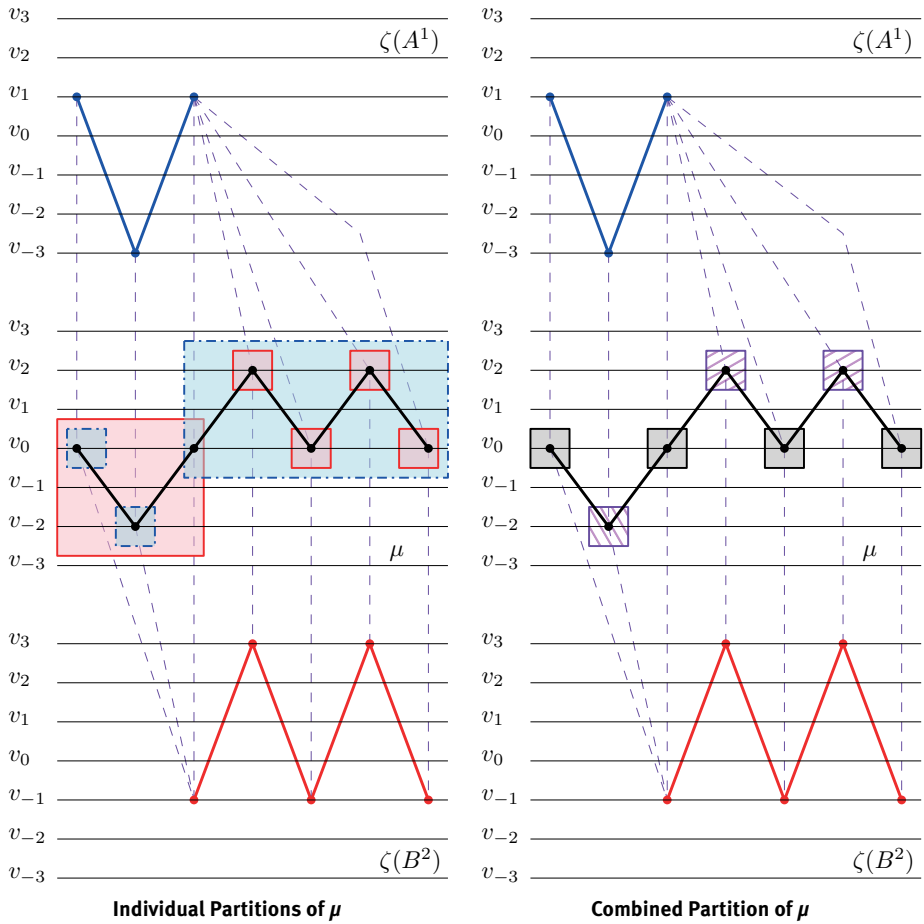 v₃ v₃
ζ(A¹) ζ(A¹)
v₂ v₂
v₁ v₁
v₀ v₀
v₋₁ v₋₁
v₋₂ v₋₂
v₋₃ v₋₃
v₃ v₃
v₂ v₂
v₁ v₁
v₀ v₀
v₋₁ v₋₁
v₋₂ v₋₂
μ μ
v₋₃ v₋₃
v₃ v₃
v₂ v₂
v₁ v₁
v₀ v₀
v₋₁ v₋₁
v₋₂ v₋₂
ζ(B²) ζ(B²)
v₋₃ v₋₃
Individual Partitions of μ Combined Partition of μ